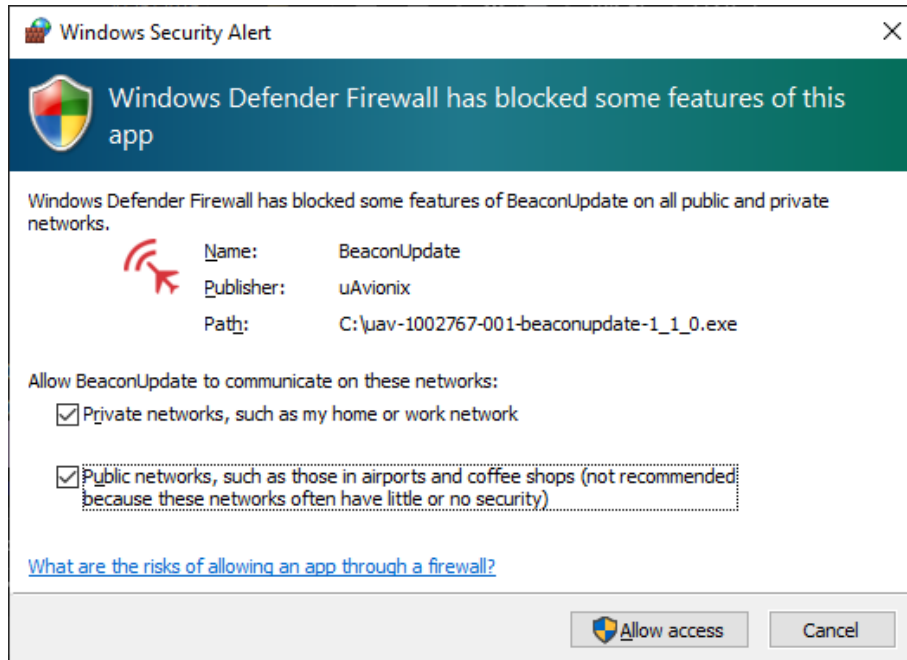 Windows Security Alert
Windows Defender Firewall has blocked some features of this
app
Windows Defender Firewall has blocked some features of BeaconUpdate on all public and private
networks.
Name: BeaconUpdate
Publisher: uAvionix
Path: C:\uav-1002767-001-beaconupdate-1_1_0.exe
Allow BeaconUpdate to communicate on these networks:
Private networks, such as my home or work network
Public networks, such as those in airports and coffee shops (not recommended
because these networks often have little or no security)
What are the risks of allowing an app through a firewall?
Allow access Cancel